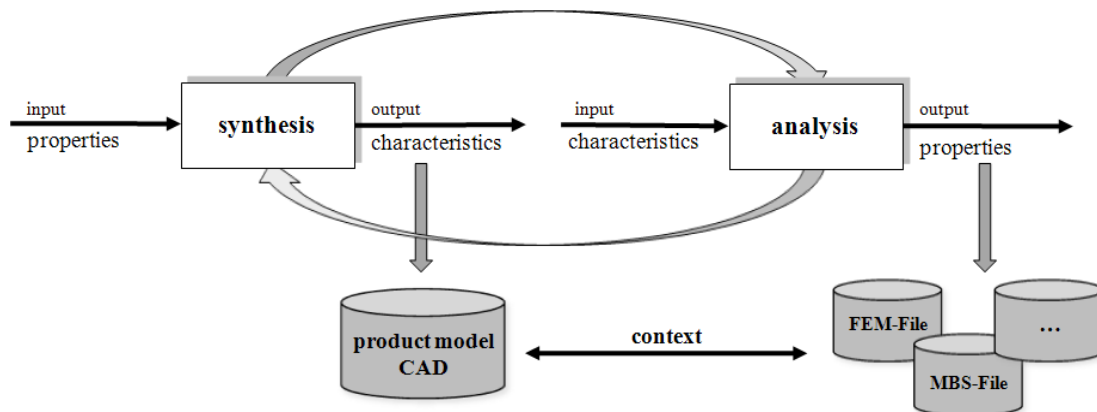 input
properties
synthesis
output
characteristics
input
characteristics
analysis
output
properties
product model
CAD
context
FEM-File
MBS-File
...